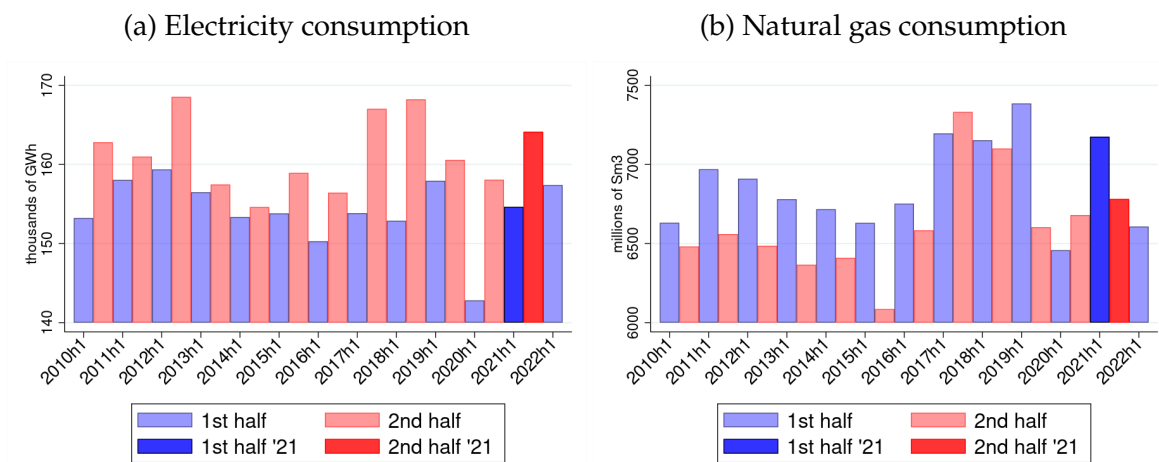 (a) Electricity consumption
thousands of GWh
170
160
150
140
2010h1
2011h1
2012h1
2013h1
2014h1
2015h1
2016h1
2017h1
2018h1
2019h1
2020h1
2021h1
2022h1
1st half
2nd half
1st half '21
2nd half '21
(b) Natural gas consumption
millions of Sm3
7500
7000
6500
6000
2010h1
2011h1
2012h1
2013h1
2014h1
2015h1
2016h1
2017h1
2018h1
2019h1
2020h1
2021h1
2022h1
1st half
2nd half
1st half '21
2nd half '21